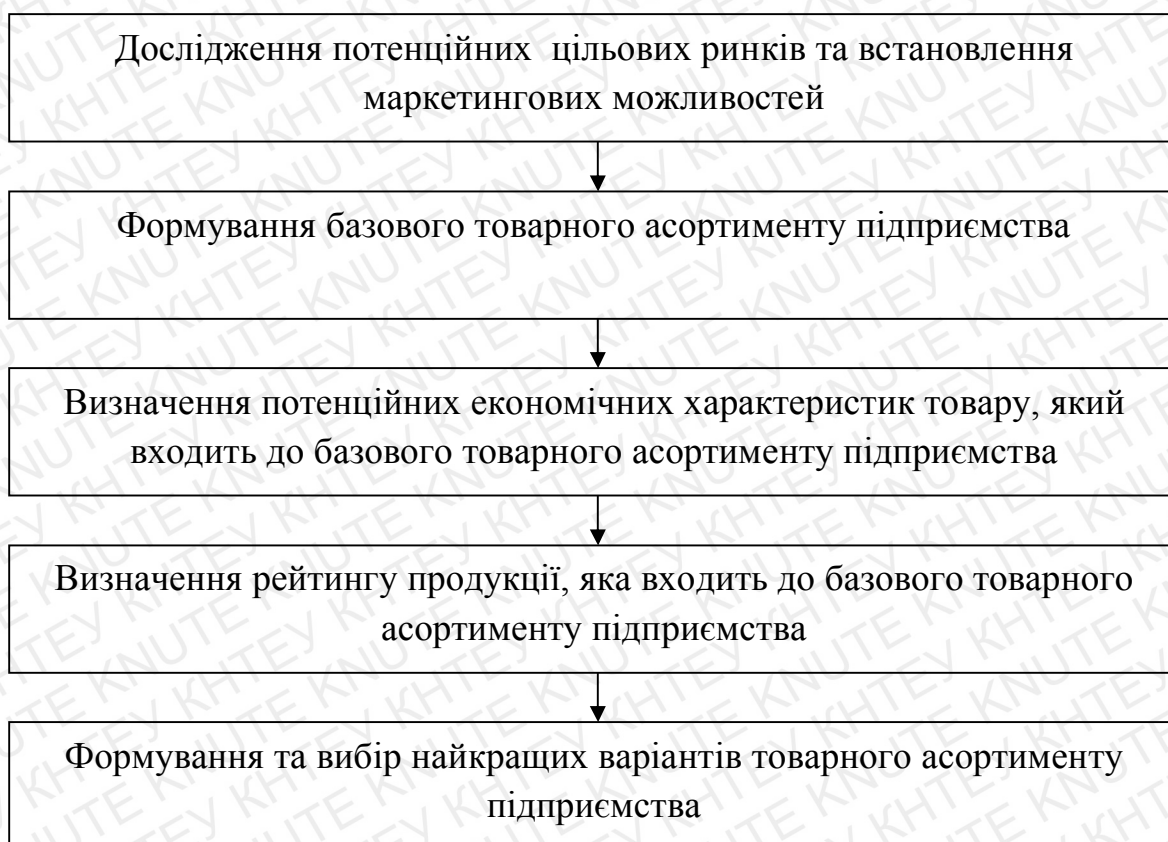 Дослідження потенційних цільових ринків та встановлення
маркетингових можливостей
Формування базового товарного асортименту підприємства
Визначення потенційних економічних характеристик товару, який
входить до базового товарного асортименту підприємства
Визначення рейтингу продукції, яка входить до базового товарного
асортименту підприємства
Формування та вибір найкращих варіантів товарного асортименту
підприємства